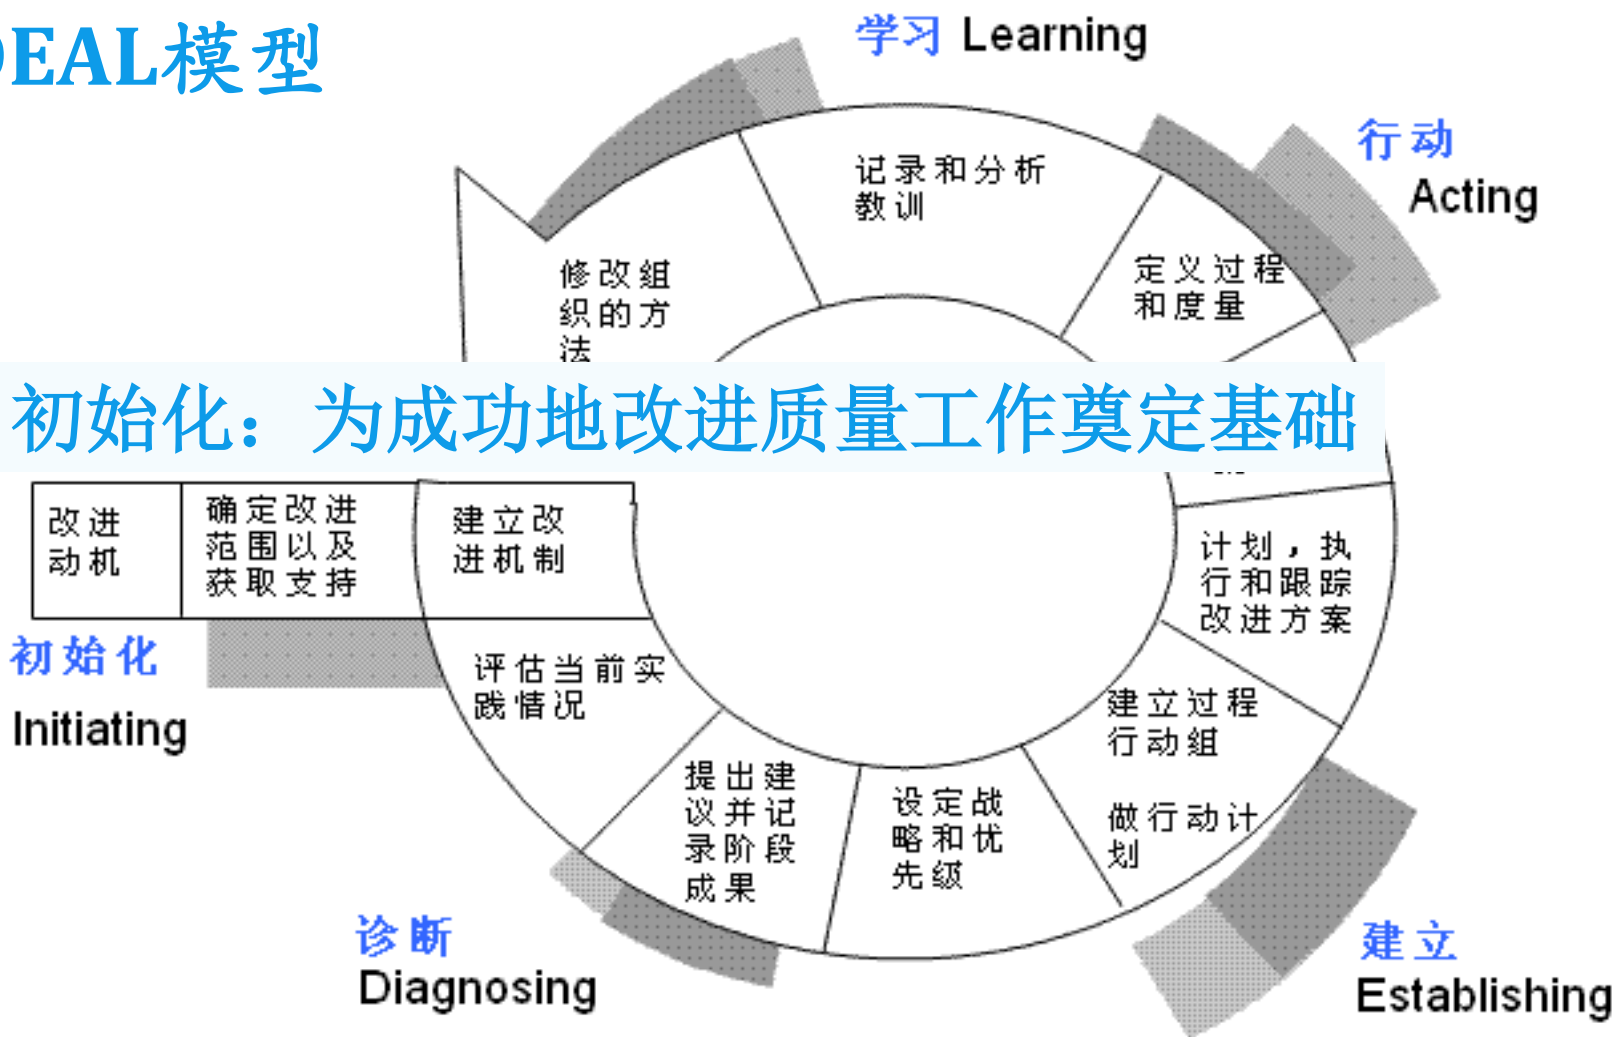 DEAL模型
学习 Learning
行动
Acting
记录和分析
教训
定义过程
和度量
修改组
织的方
法
初始化：为成功地改进质量工作奠定基础
改进
动机
确定改进
范围以及
获取支持
建立改
进机制
计划，执
行和跟踪
改进方案
初始化
Initiating
评估当前实
践情况
建立过程
行动组
做行动计
划
提出建
议并记
录阶段
成果
设定战
略和优
先级
诊断
Diagnosing
建立
Establishing